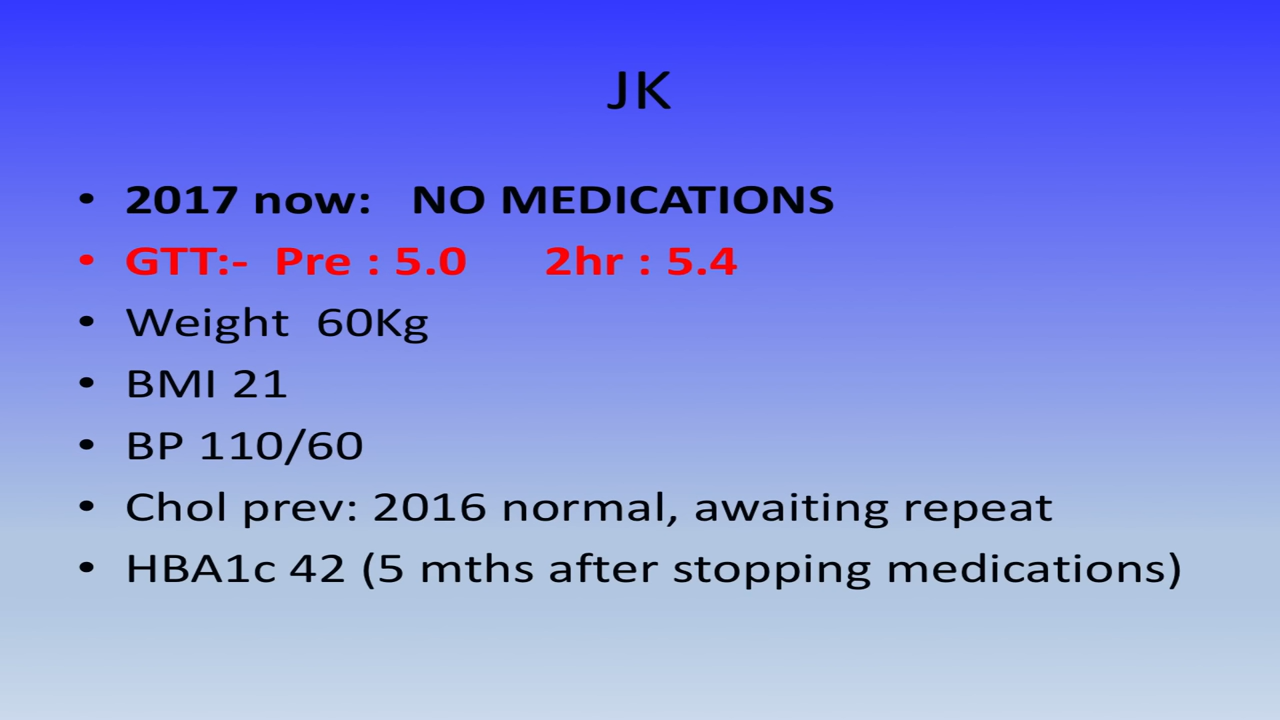 JK
• 2017 now: NO MEDICATIONS
• GTT:- Pre : 5.0 2hr : 5.4
• Weight 60Kg
• BMI 21
• BP 110/60
• Chol prev: 2016 normal, awaiting repeat
• HBA1c 42 (5 mths after stopping medications)